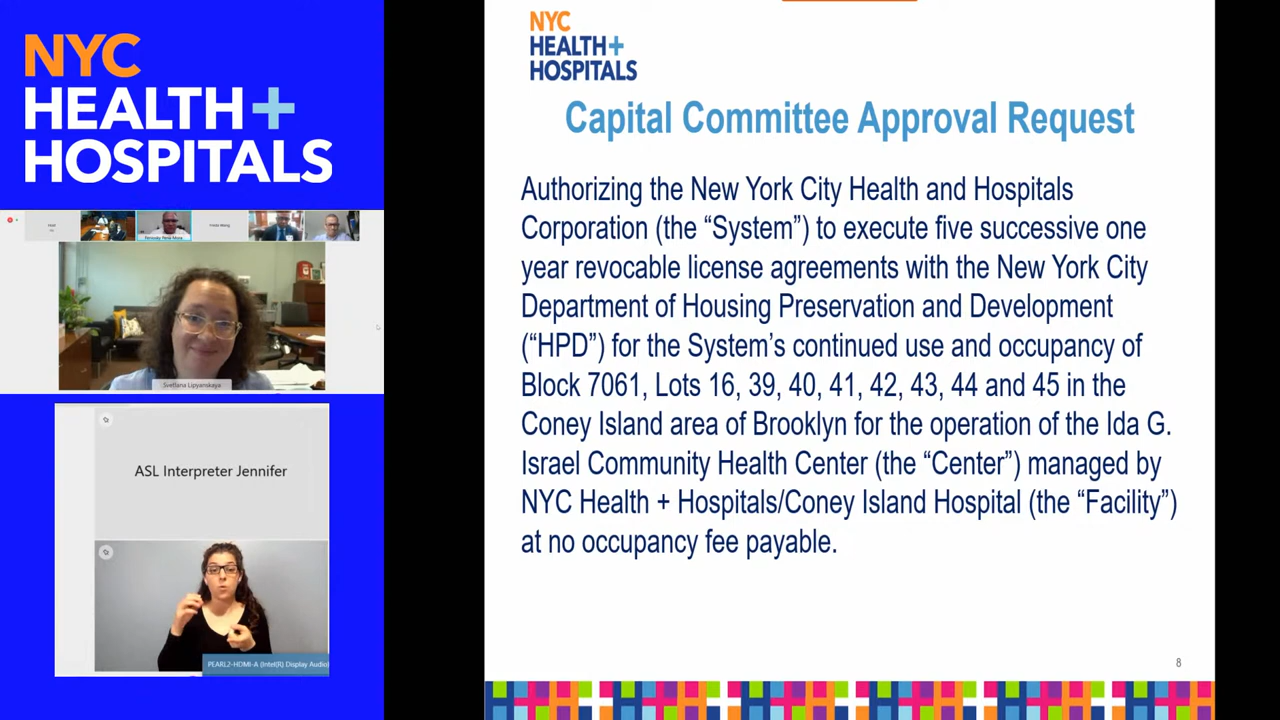 NYC
HEALTH+
HOSPITALS
Svetlana Lipyanskaya
ASL Interpreter Jennifer
PEARL2-HDMI-A (Intel(R) Display Audio)
NYC
HEALTH+
HOSPITALS
Capital Committee Approval Request
Authorizing the New York City Health and Hospitals
Corporation (the “System”) to execute five successive one
year revocable license agreements with the New York City
Department of Housing Preservation and Development
(“HPD”) for the System’s continued use and occupancy of
Block 7061, Lots 16, 39, 40, 41, 42, 43, 44 and 45 in the
Coney Island area of Brooklyn for the operation of the Ida G.
Israel Community Health Center (the “Center”) managed by
NYC Health + Hospitals/Coney Island Hospital (the “Facility”)
at no occupancy fee payable.
8